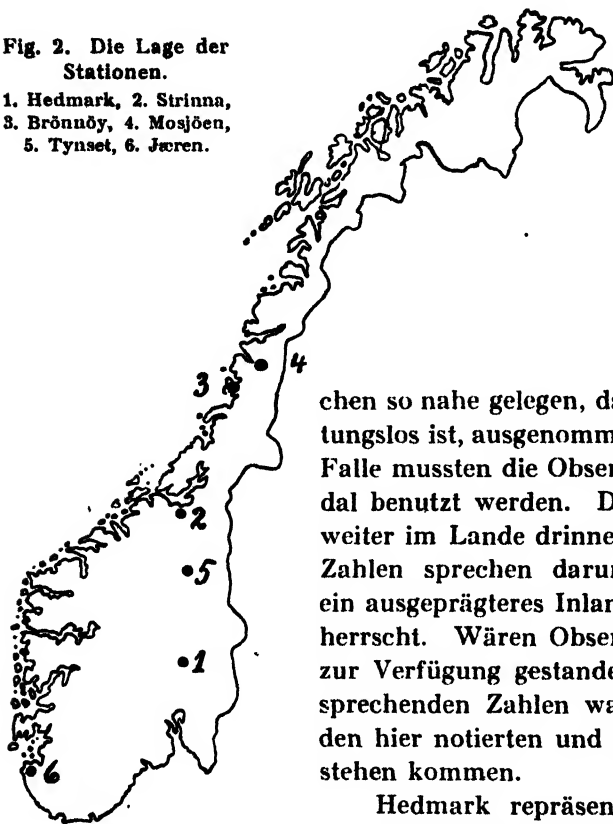 Fig. 2. Die Lage der
Stationen.
1. Hedmark, 2. Strinna,
3. Brönnöy, 4. Mosjöen,
5. Tynset, 6. Jæren.
4
3
2
5
1
6
chen so nahe gelegen, da
tungslos ist, ausgenomm
Falle mussten die Obser
dal benutzt werden. D
weiter im Lande drinne
Zahlen sprechen darum
ein ausgeprägteres Inlan
herrscht. Wären Obser
zur Verfügung gestande
sprechenden Zahlen wa
den hier notierten und
stehen kommen.
Hedmark repräsen